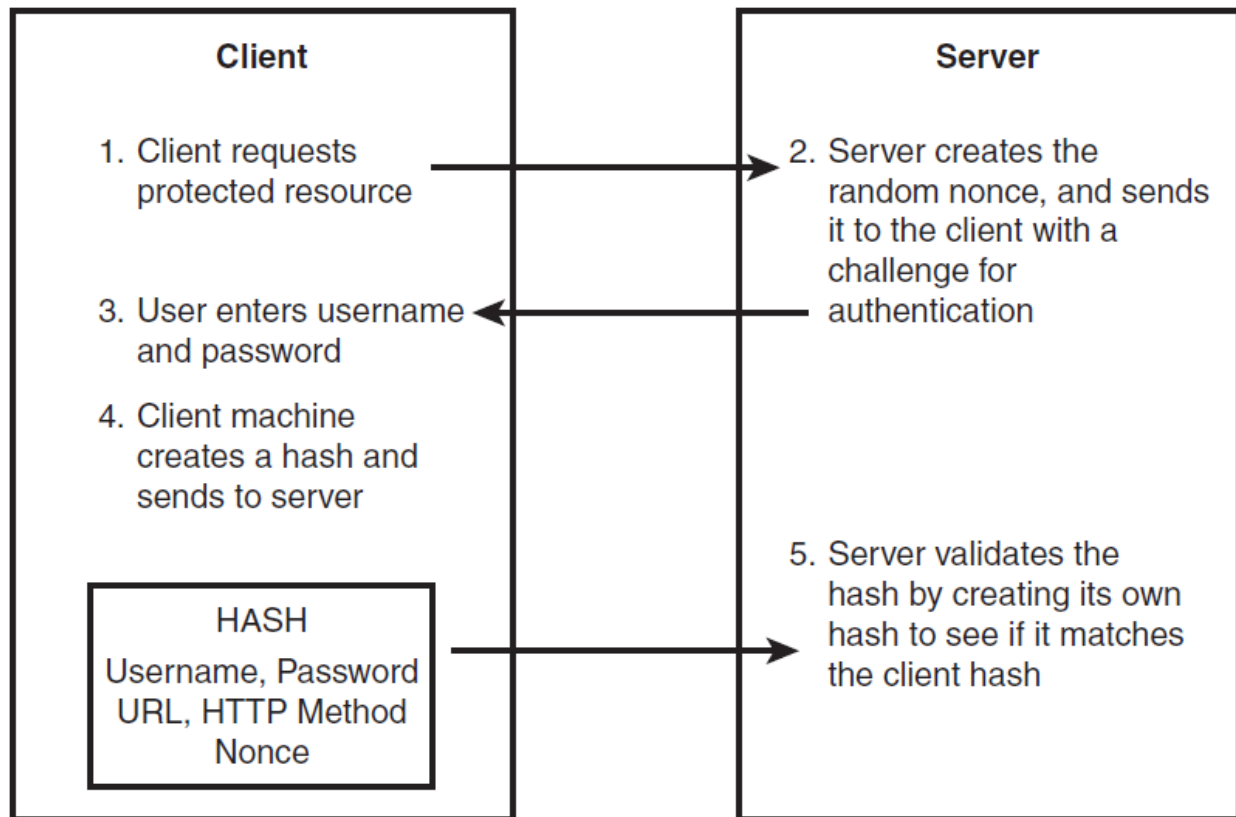 Client
1. Client requests
protected resource
3. User enters username
and password
4. Client machine
creates a hash and
sends to server
HASH
Username, Password
URL, HTTP Method
Nonce
Server
2. Server creates the
random nonce, and sends
it to the client with a
challenge for
authentication
5. Server validates the
hash by creating its own
hash to see if it matches
the client hash